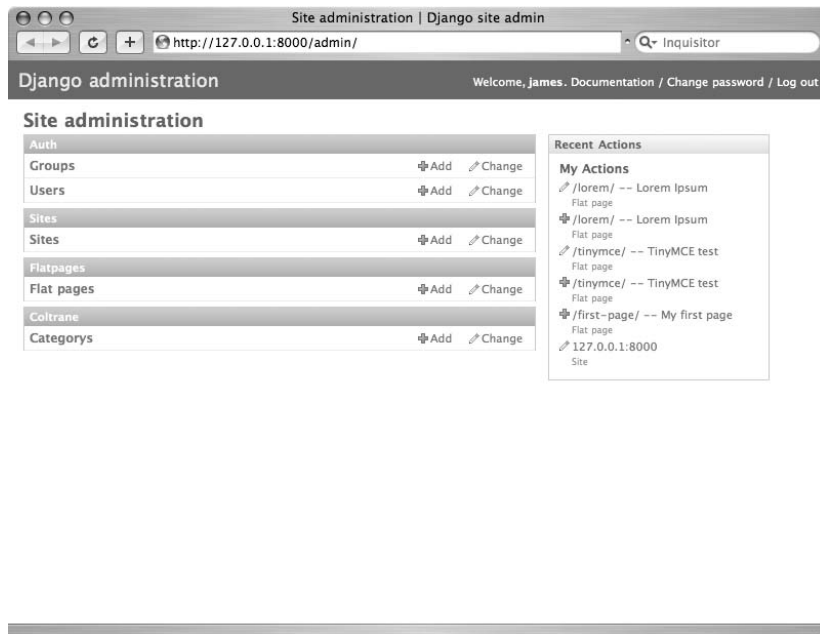 Site administration | Django site admin
http://127.0.0.1:8000/admin/
Inquisitor
Django administration
Welcome, james. Documentation / Change password / Log out
Site administration
Auth
Groups Add Change
Users Add Change
Sites
Sites Add Change
Flatpages
Flat pages Add Change
Coltrane
Categorys Add Change
Recent Actions
My Actions
/lorem/ -- Lorem Ipsum
Flat page
/lorem/ -- Lorem Ipsum
Flat page
/tinymce/ -- TinyMCE test
Flat page
/tinymce/ -- TinyMCE test
Flat page
/first-page/ -- My first page
Flat page
127.0.0.1:8000
Site